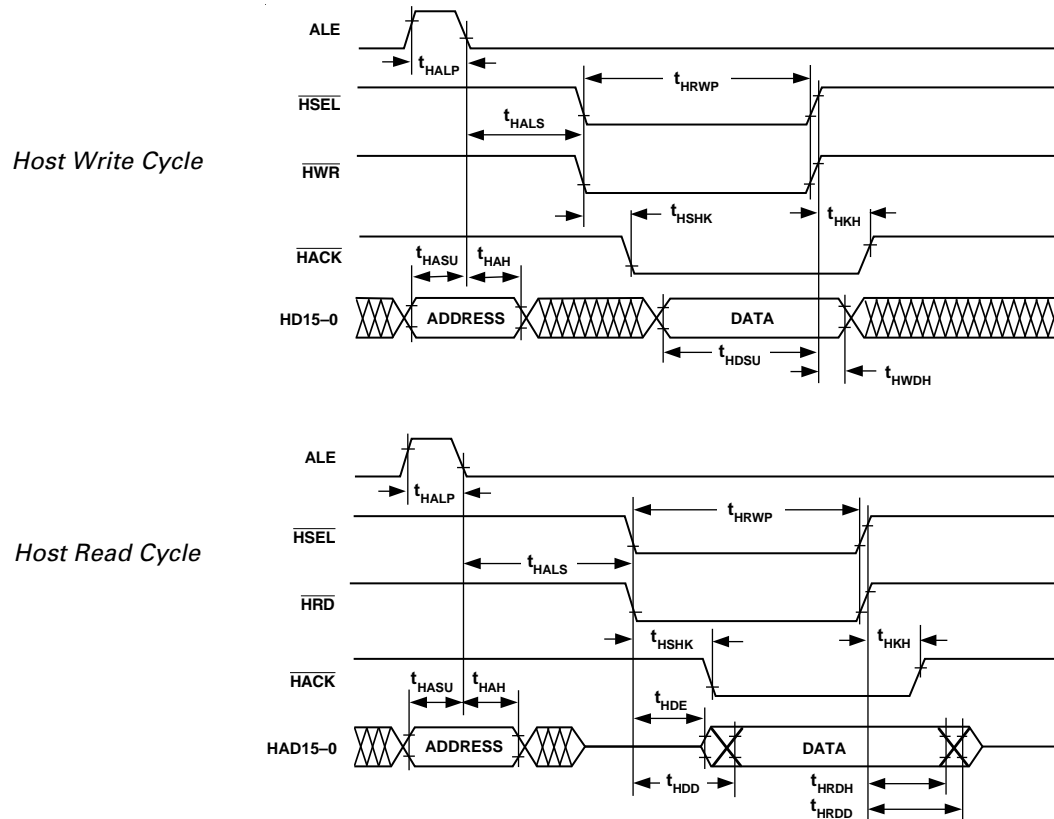 ALE
tHALP
tHRWP
HSEL
tHALS
Host Write Cycle
HWR
tHSHK
tHKH
HACK
tHASU
tHAH
HD15–0
ADDRESS
DATA
tHDSU
tHWDH
ALE
tHALP
tHRWP
HSEL
Host Read Cycle
tHALS
HRD
tHSHK
tHKH
HACK
tHASU
tHAH
tHDE
HAD15–0
ADDRESS
DATA
tHDD
tHRDH
tHRDD